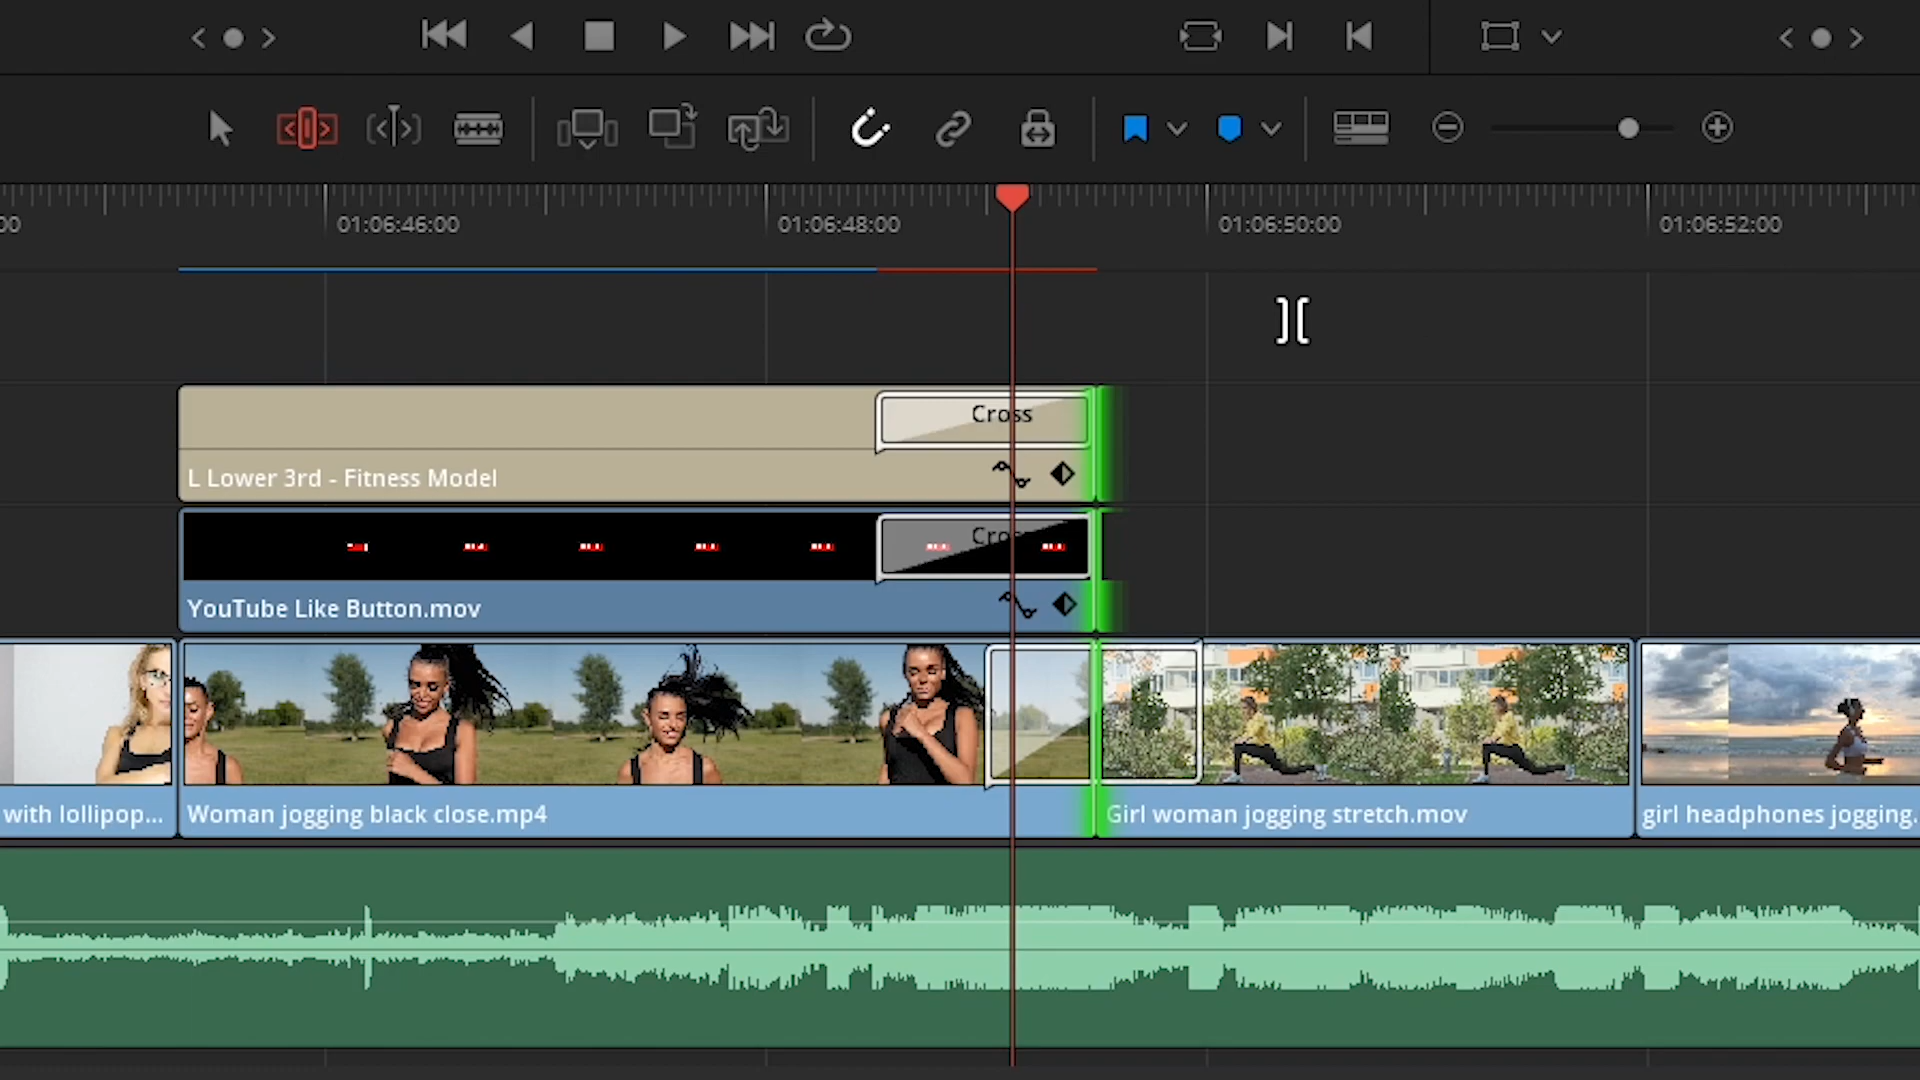 00
01:06:46:00
01:06:48:00
01:06:50:00
01:06:52:00
Cross
L Lower 3rd - Fitness Model
YouTube Like Button.mov
with lollipop...
Woman jogging black close.mp4
Girl woman jogging stretch.mov
girl headphones jogging.